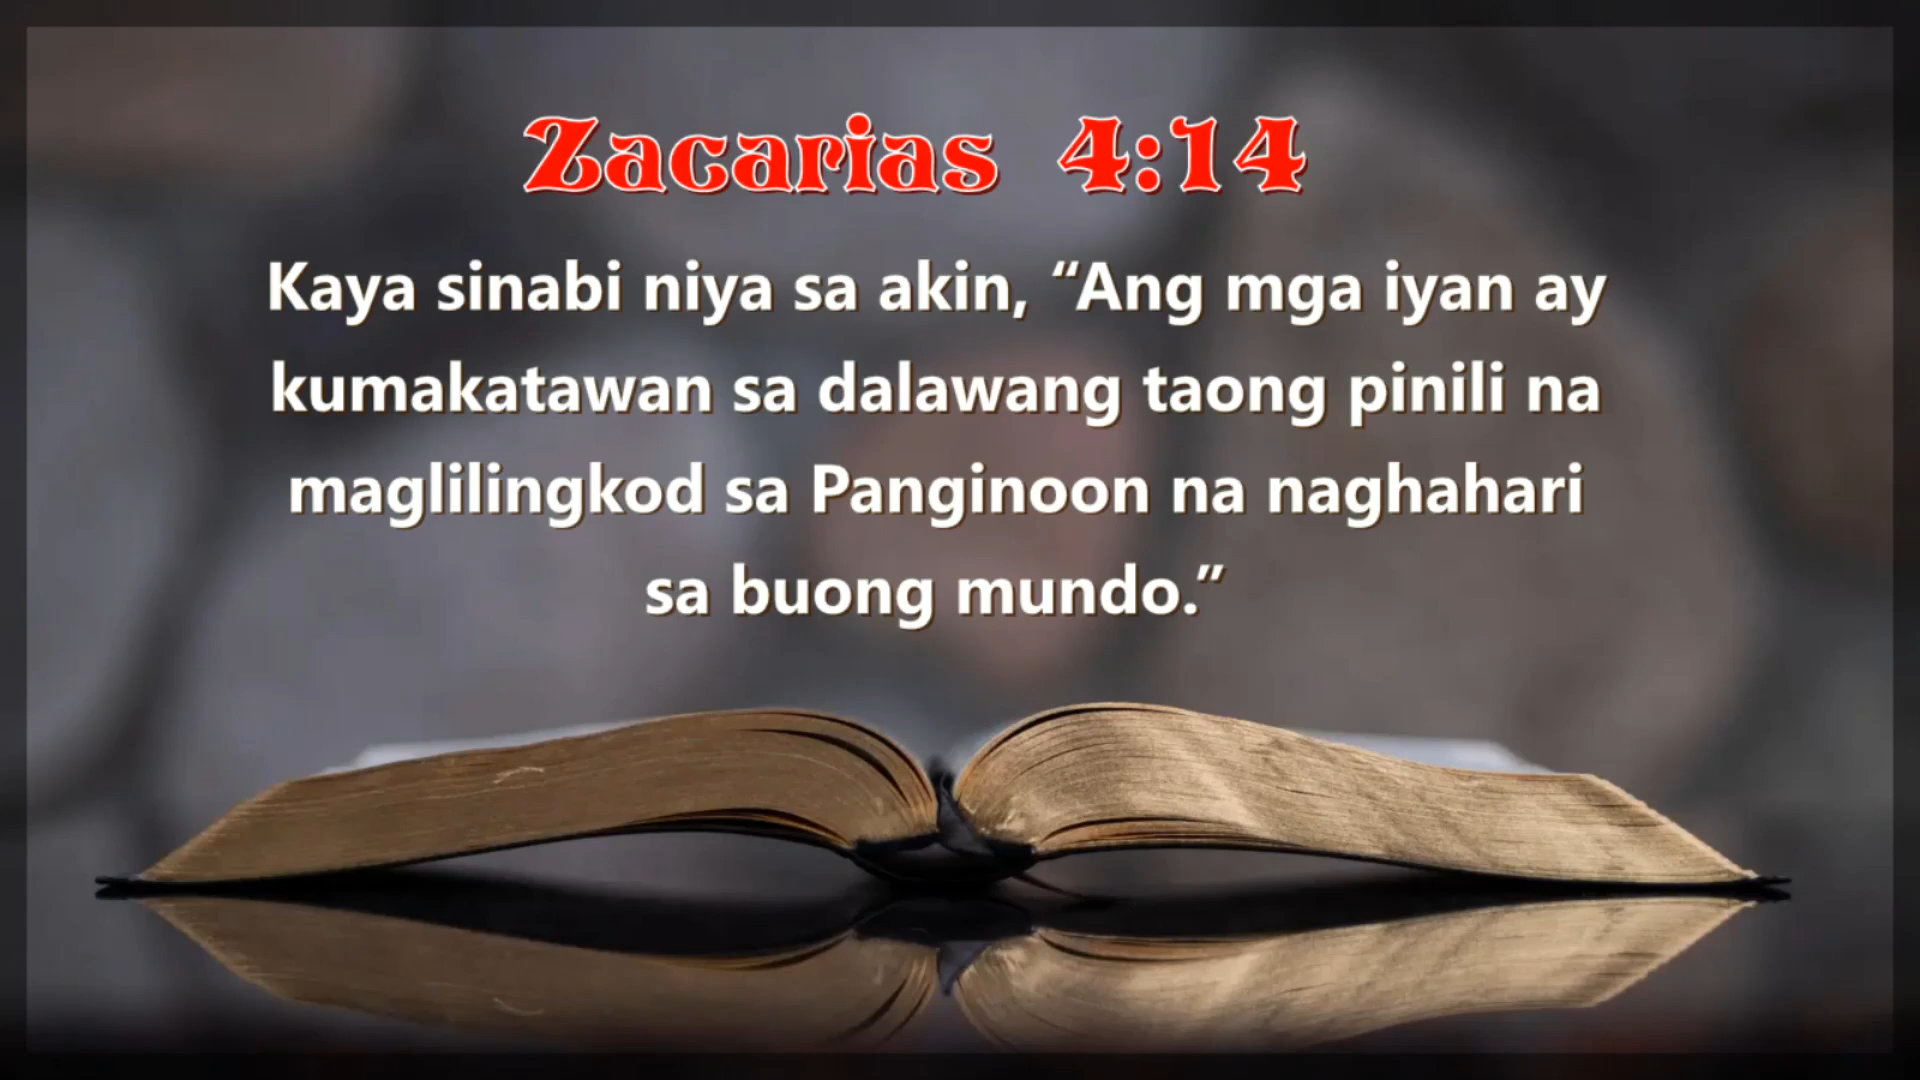 Zacarias 4:14
Kaya sinabi niya sa akin, “Ang mga iyan ay
kumakatawan sa dalawang taong pinili na
maglilingkod sa Panginoon na naghahari
sa buong mundo.”